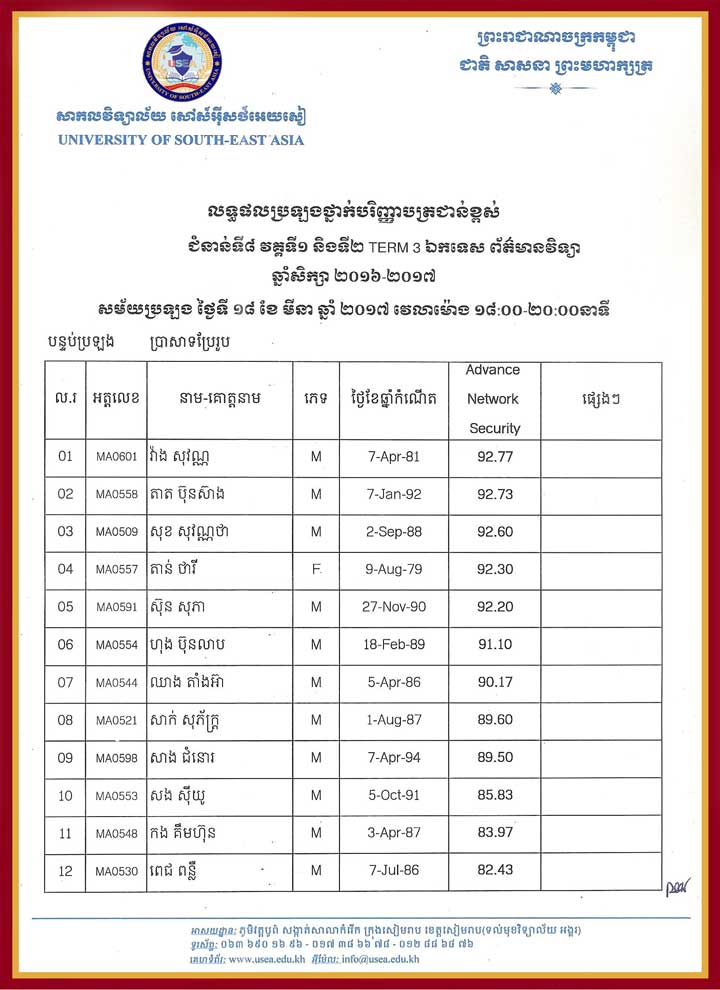 ព្រះរាជាណាចក្រកម្ពុជា
ជាតិ សាសនា ព្រះមហាក្សត្រ
USEA
UNIVERSITY OF SOUTH-EAST ASIA
សាកលវិទ្យាល័យ សៅស៍អ៊ីសថ៍អេយសៀ
UNIVERSITY OF SOUTH-EAST ASIA
លទ្ធផលប្រឡងថ្នាក់បរិញ្ញាបត្រជាន់ខ្ពស់
ជំនាន់ទី៨ វគ្គទី១ និងទី២ TERM 3 ឯកទេស ព័ត៌មានវិទ្យា
ឆ្នាំសិក្សា ២០១៦-២០១៧
សម័យប្រឡង ថ្ងៃទី ១៨ ខែ មីនា ឆ្នាំ ២០១៧ វេលាម៉ោង ១៨:០០-២០:០០នាទី
បន្ទប់ប្រឡង ប្រាសាទប្រែរូប
ល.រ អត្តលេខ នាម-គោត្តនាម ភេទ ថ្ងៃខែឆ្នាំកំណើត Advance Network Security ផ្សេងៗ
01 MA0601 វ៉ាង សុវណ្ណ M 7-Apr-81 92.77
02 MA0558 តាត ប៊ុនស៊ាង M 7-Jan-92 92.73
03 MA0509 សុខ សុវណ្ណថា M 2-Sep-88 92.60
04 MA0557 តាន់ ថាវី F 9-Aug-79 92.30
05 MA0591 ស៊ុន សុភា M 27-Nov-90 92.20
06 MA0554 ហុង ប៊ុនលាប M 18-Feb-89 91.10
07 MA0544 ឈាង តាំងអ៊ា M 5-Apr-86 90.17
08 MA0521 សាក់ សុភ័ក្ត្រ M 1-Aug-87 89.60
09 MA0598 សាង ជំនោរ M 7-Apr-94 89.50
10 MA0553 សង ស៊ីយូ M 5-Oct-91 85.83
11 MA0548 កង គឹមហ៊ុន M 3-Apr-87 83.97
12 MA0530 ពេជ ពន្លឺ M 7-Jul-86 82.43
អាសយដ្ឋាន: ភូមិវត្តបូព៌ សង្កាត់សាលាកំរើក ក្រុងសៀមរាប ខេត្តសៀមរាប(ទល់មុខវិទ្យាល័យ អង្គរ)
ទូរស័ព្ទ: ០៦៣ ៦៩០ ១៦ ៩៦ - ០១៧ ៣៨ ៦៦ ៧៨ - ០១២ ៨៨ ៦៨ ៧៦
គេហទំព័រ: www.usea.edu.kh អ៊ីម៉ែល: info@usea.edu.kh